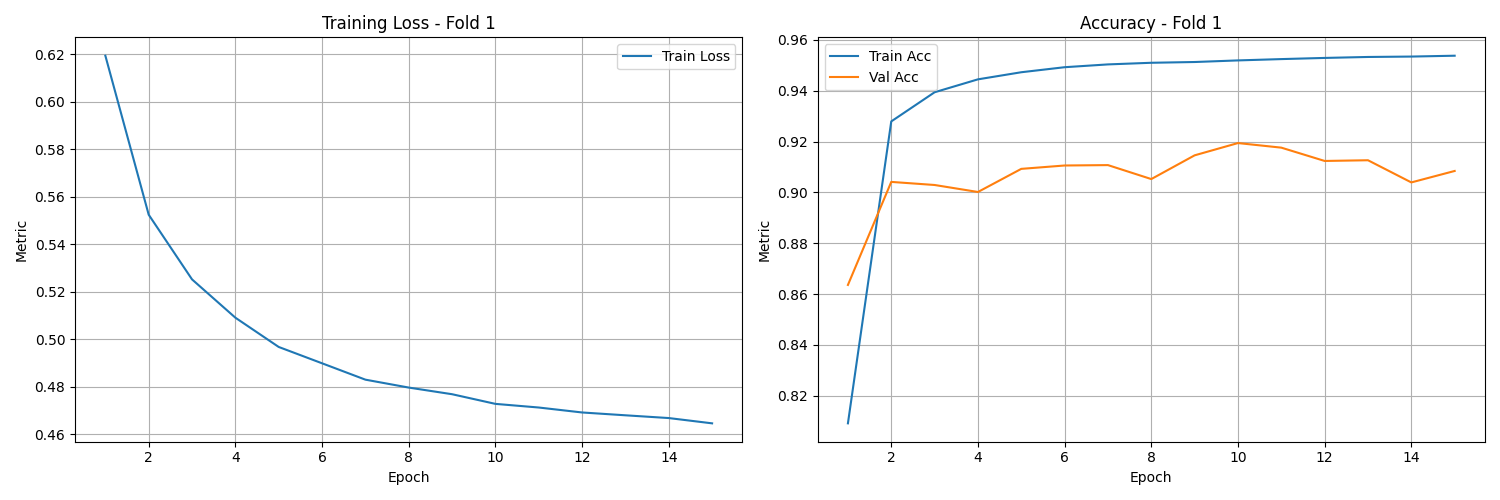 Training Loss - Fold 1
Train Loss
0.62
0.60
0.58
0.56
0.54
0.52
0.50
0.48
0.46
Metric
2 4 6 8 10 12 14
Epoch
Accuracy - Fold 1
Train Acc
Val Acc
0.96
0.94
0.92
0.90
0.88
0.86
0.84
0.82
Metric
2 4 6 8 10 12 14
Epoch